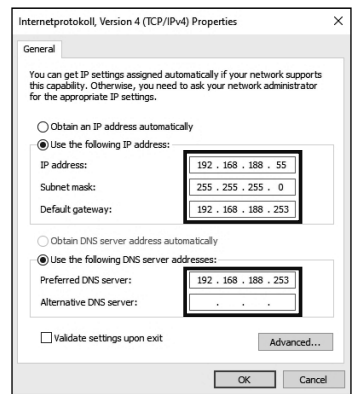 Internetprotokoll, Version 4 (TCP/IPv4) Properties
General
You can get IP settings assigned automatically if your network supports
this capability. Otherwise, you need to ask your network administrator
for the appropriate IP settings.
Obtain an IP address automatically
Use the following IP address:
IP address: 192 . 168 . 188 . 55
Subnet mask: 255 . 255 . 255 . 0
Default gateway: 192 . 168 . 188 . 253
Obtain DNS server address automatically
Use the following DNS server addresses:
Preferred DNS server: 192 . 168 . 188 . 253
Alternative DNS server: . . .
Validate settings upon exit
Advanced...
OK Cancel